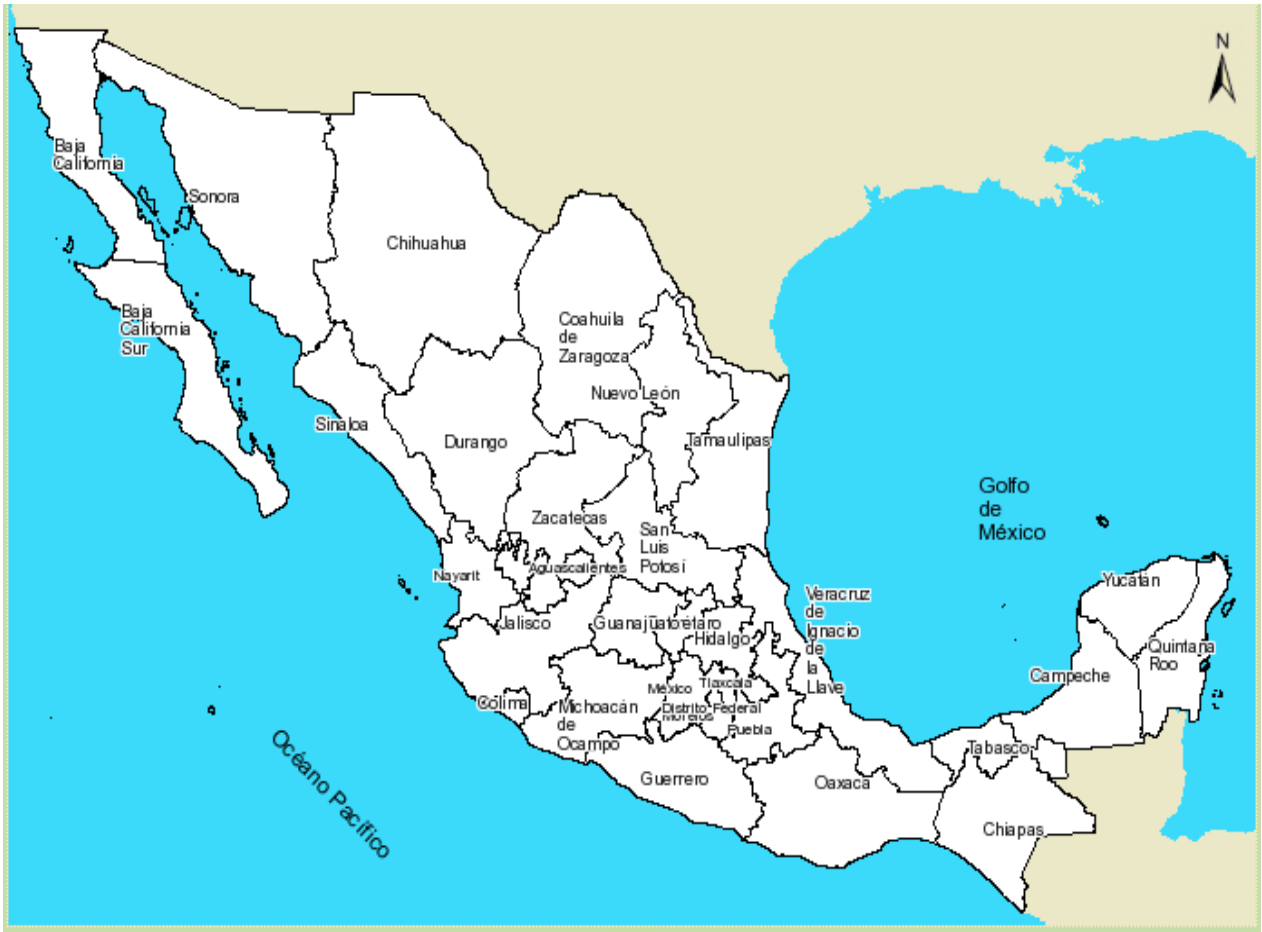 N
Baja
California
Sonora
Chihuahua
Baja
California
Sur
Coahuila
de
Zaragoza
Nuevo León
Sinaloa
Durango
Tamaulipas
Golfo
de
México
Zacatecas
San
Luis
Potosí
Aguascalientes
Nayarit
Yucatán
Veracruz
de
Ignacio
de
la
Llave
Jalisco
Guanajuato
Querétaro
Hidalgo
Quintana
Roo
Campeche
México
Tlaxcala
Colima
Michoacán
de
Ocampo
Distrito Federal
Morelos
Puebla
Tabasco
Océano Pacífico
Guerrero
Oaxaca
Chiapas